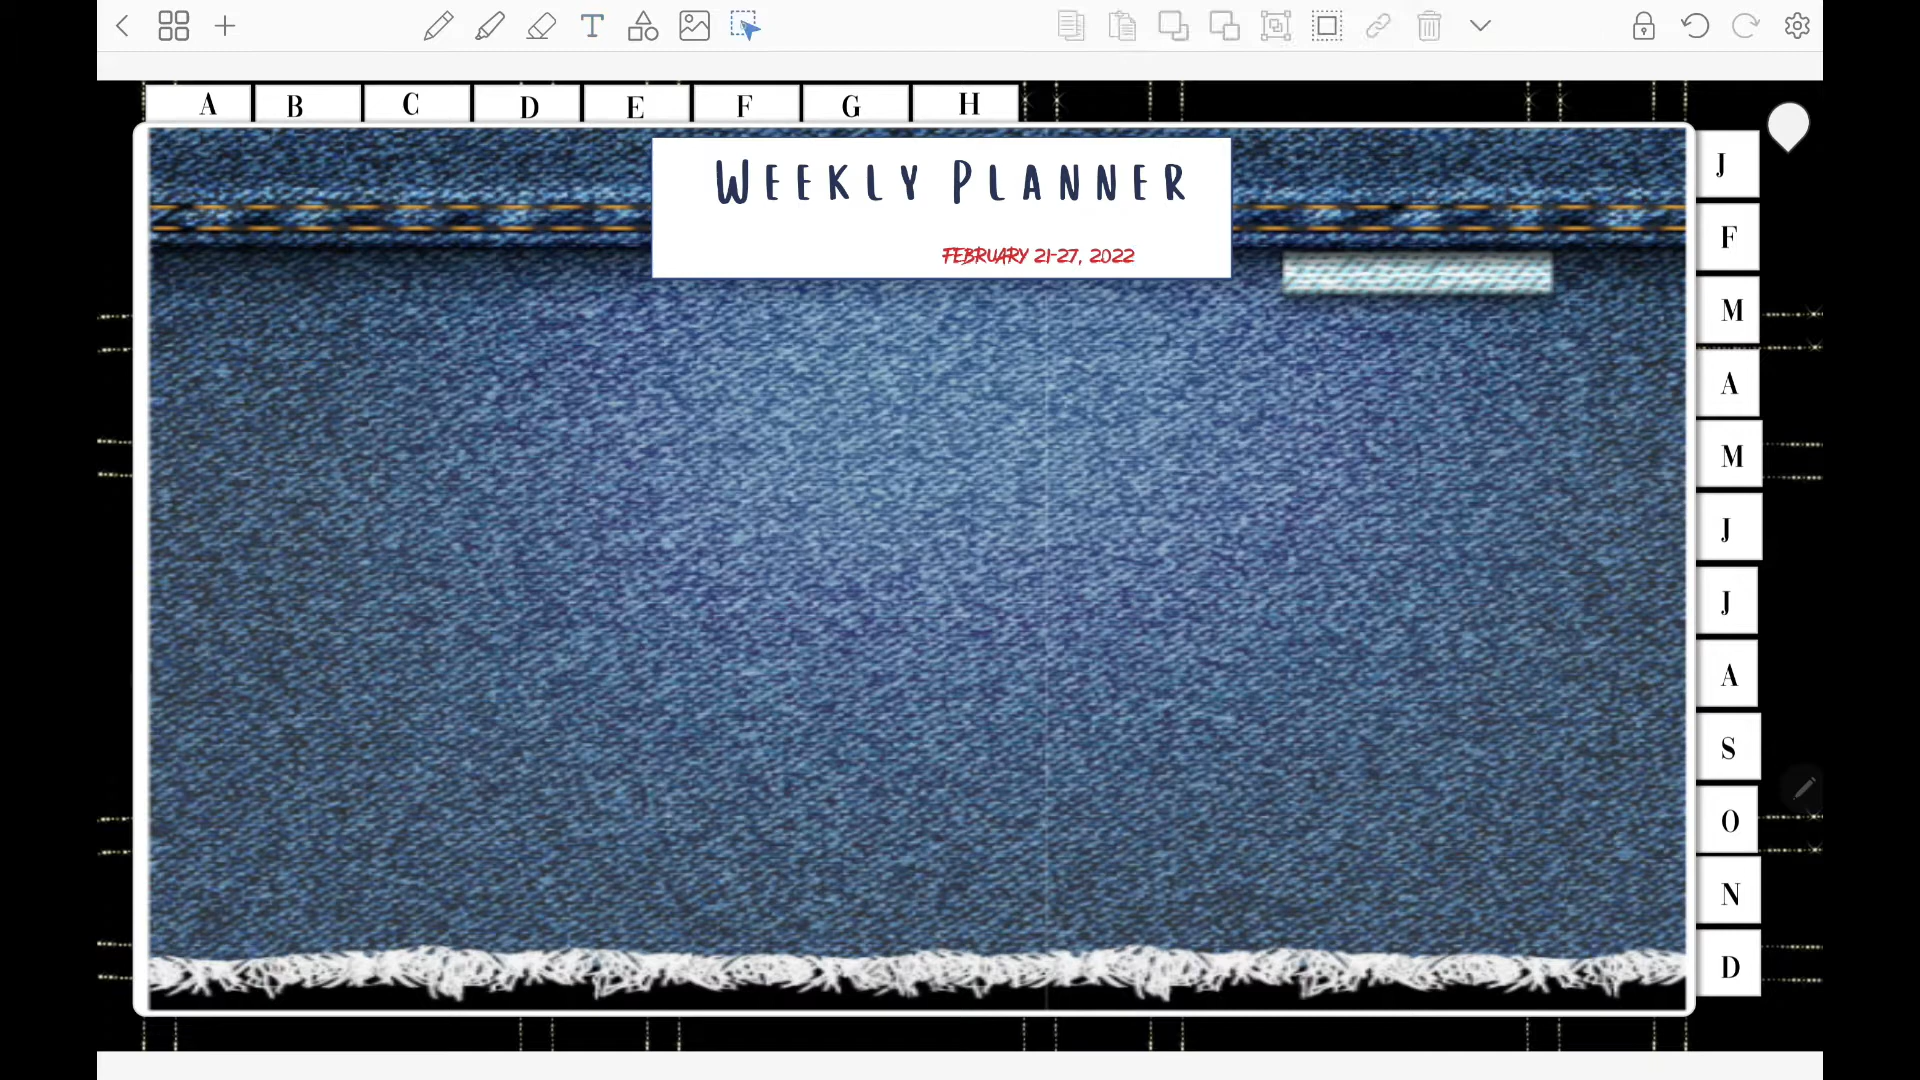 A B C D E F G H
WEEKLY PLANNER
FEBRUARY 21-27, 2022
J
F
M
A
M
J
J
A
S
O
N
D